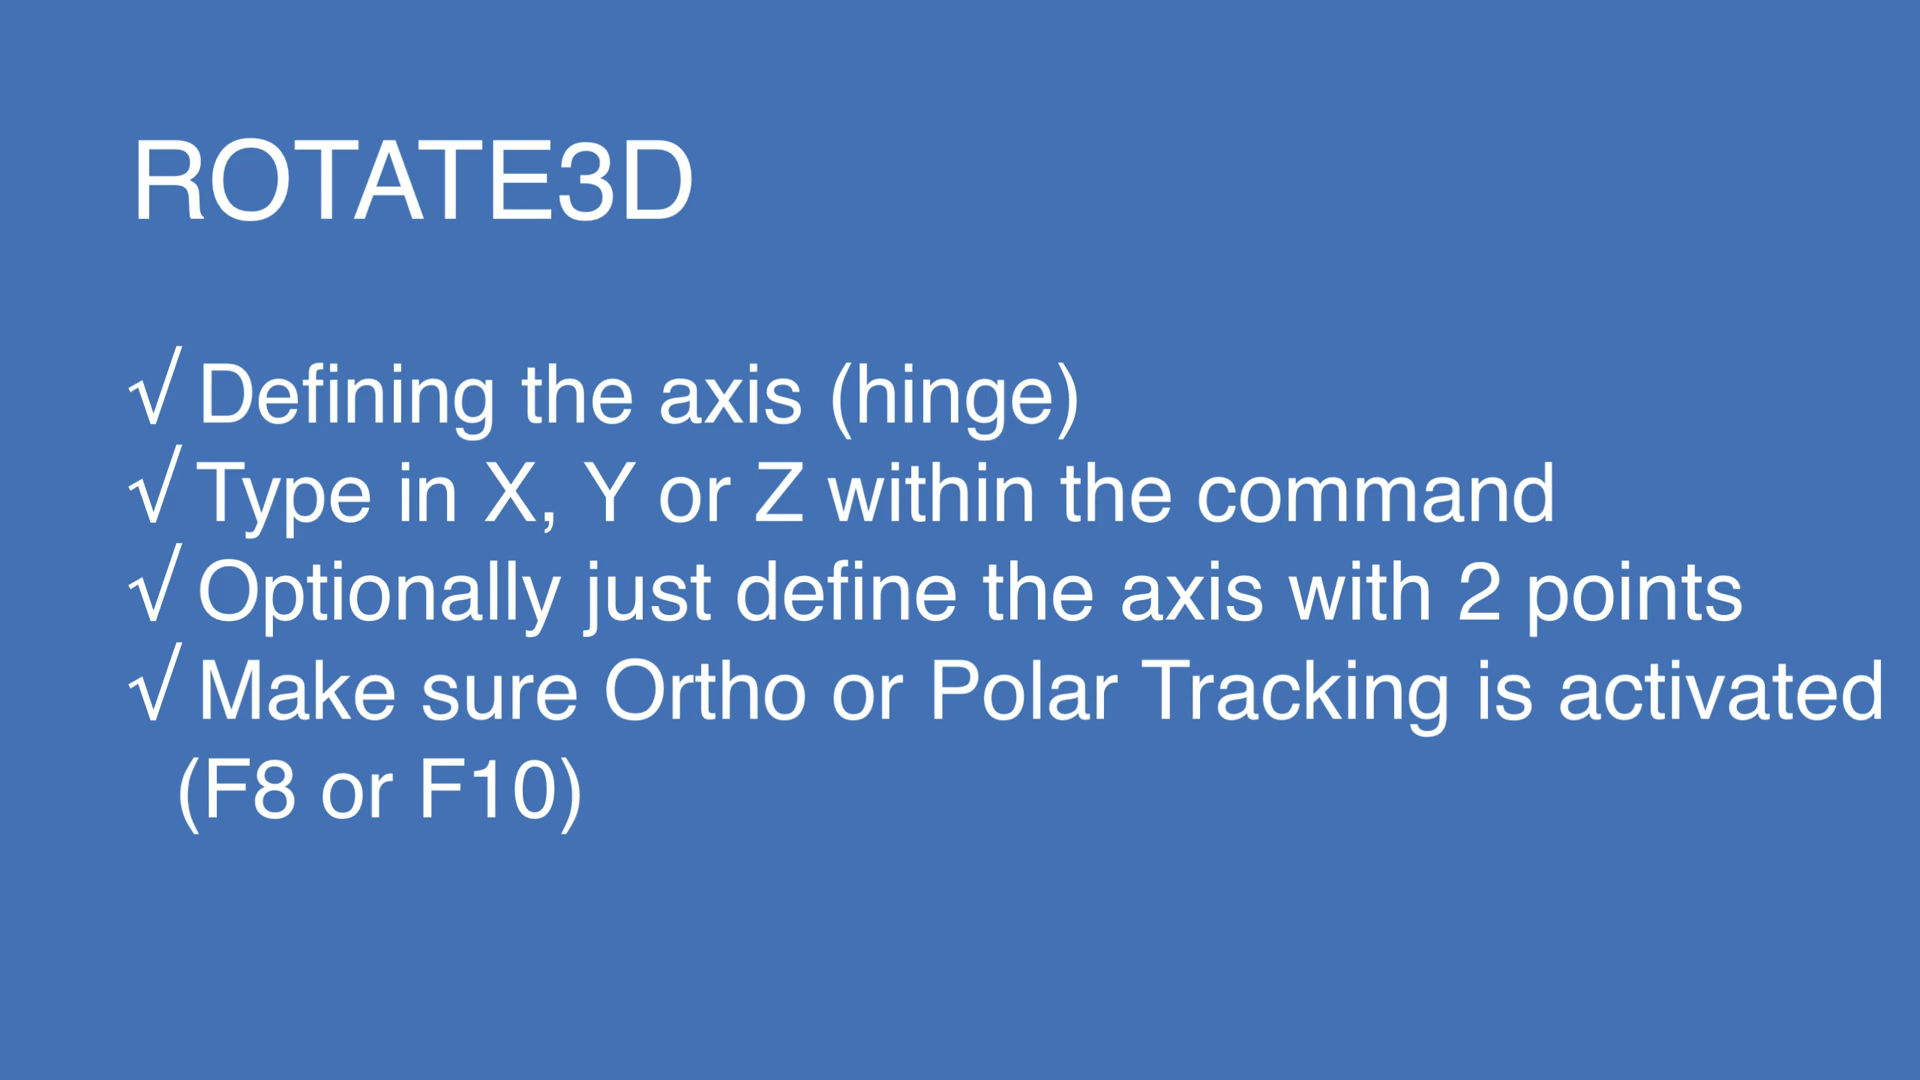 ROTATE3D
√ Defining the axis (hinge)
√ Type in X, Y or Z within the command
√ Optionally just define the axis with 2 points
√ Make sure Ortho or Polar Tracking is activated
(F8 or F10)